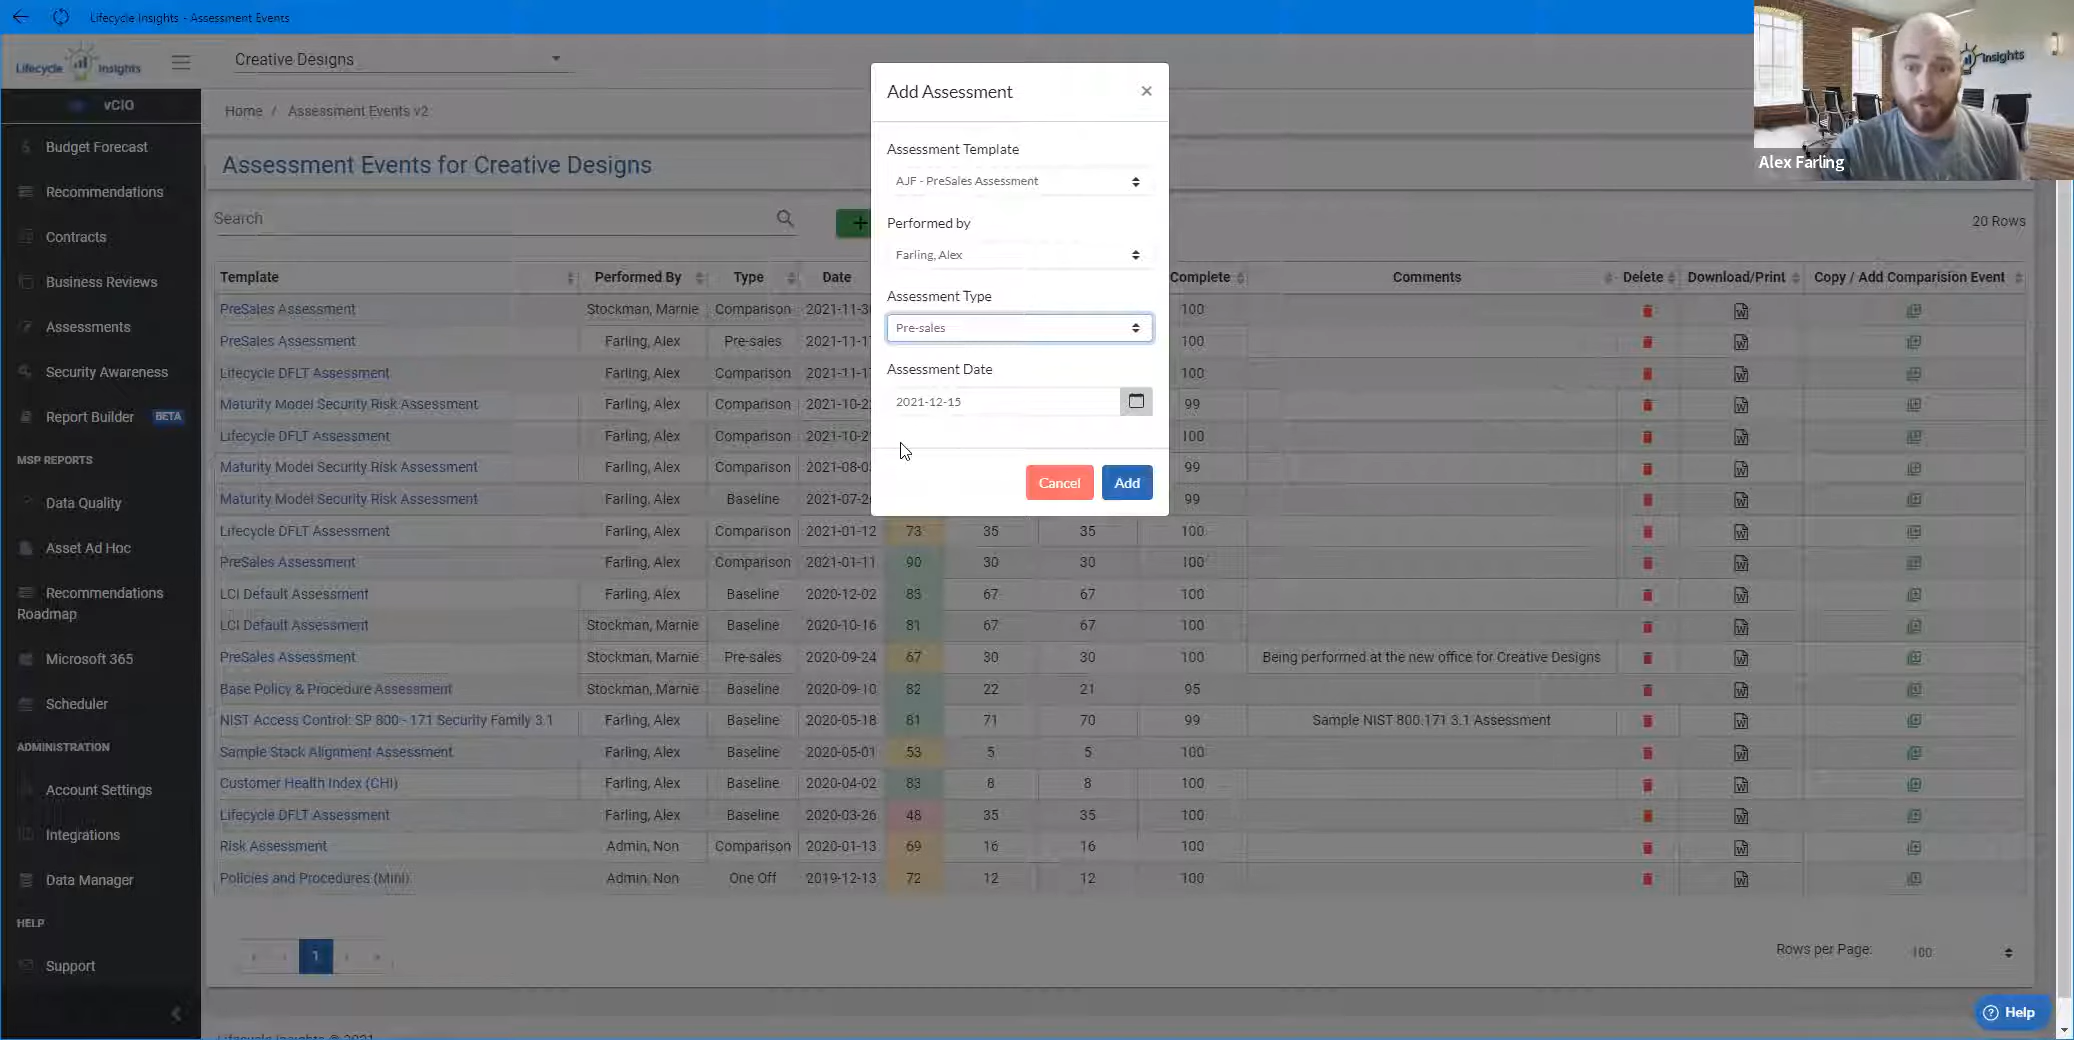 Lifecycle Insights - Assessment Events
Lifecycle Insights
Creative Designs
Insights
Alex Farling
vCIO
Budget Forecast
Recommendations
Contracts
Business Reviews
Assessments
Security Awareness
Report Builder BETA
MSP REPORTS
Data Quality
Asset Ad Hoc
Recommendations
Roadmap
Microsoft 365
Scheduler
ADMINISTRATION
Account Settings
Integrations
Data Manager
HELP
Support
Home / Assessment Events v2
Assessment Events for Creative Designs
Search
20 Rows
Add Assessment ×
Assessment Template
AJF - PreSales Assessment
Performed by
Farling, Alex
Assessment Type
Pre-sales
Assessment Date
2021-12-15
Cancel Add
Template Performed By Type Date Complete Comments Delete Download/Print Copy / Add Comparision Event
PreSales Assessment Stockman, Marnie Comparison 2021-11-3 100
PreSales Assessment Farling, Alex Pre-sales 2021-11-1 100
Lifecycle DFLT Assessment Farling, Alex Comparison 2021-11-1 100
Maturity Model Security Risk Assessment Farling, Alex Comparison 2021-10-2 99
Lifecycle DFLT Assessment Farling, Alex Comparison 2021-10-2 100
Maturity Model Security Risk Assessment Farling, Alex Comparison 2021-08-0 99
Maturity Model Security Risk Assessment Farling, Alex Baseline 2021-07-2 99
Lifecycle DFLT Assessment Farling, Alex Comparison 2021-01-12 73 35 35 100
PreSales Assessment Farling, Alex Comparison 2021-01-11 90 30 30 100
LCI Default Assessment Farling, Alex Baseline 2020-12-02 83 67 67 100
LCI Default Assessment Stockman, Marnie Baseline 2020-10-16 81 67 67 100
PreSales Assessment Stockman, Marnie Pre-sales 2020-09-24 67 30 30 100 Being performed at the new office for Creative Designs
Base Policy & Procedure Assessment Stockman, Marnie Baseline 2020-09-10 82 22 21 95
NIST Access Control: SP 800 - 171 Security Family 3.1 Farling, Alex Baseline 2020-05-18 81 71 70 99 Sample NIST 800.171 3.1 Assessment
Sample Stack Alignment Assessment Farling, Alex Baseline 2020-05-01 53 5 5 100
Customer Health Index (CHI) Farling, Alex Baseline 2020-04-02 83 8 8 100
Lifecycle DFLT Assessment Farling, Alex Baseline 2020-03-26 48 35 35 100
Risk Assessment Admin, Non Comparison 2020-01-13 69 16 16 100
Policies and Procedures (Mini) Admin, Non One Off 2019-12-13 72 12 12 100
1
Rows per Page: 100
Help
Lifecycle Insights © 2021